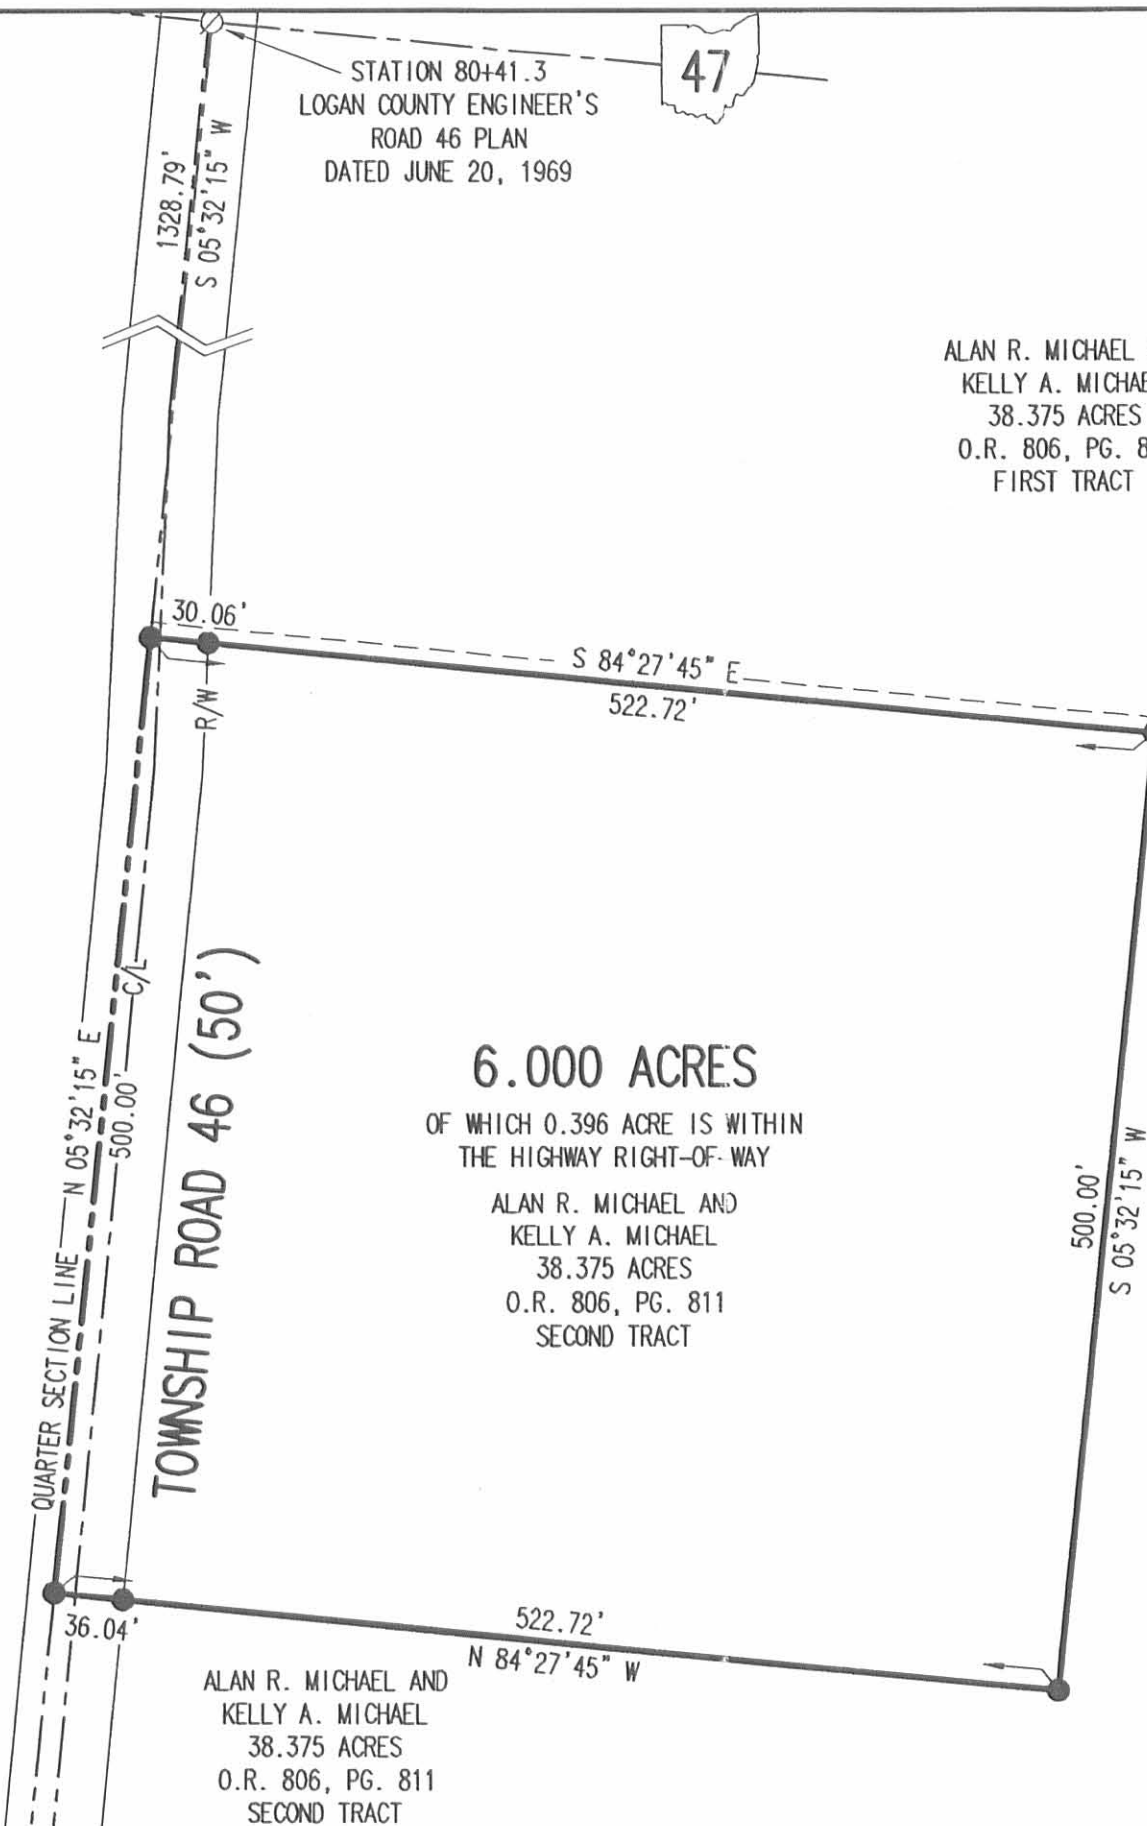 47
STATION 80+41.3
LOGAN COUNTY ENGINEER'S
ROAD 46 PLAN
DATED JUNE 20, 1969
1328.79'
S 05°32'15" W
ALAN R. MICHAEL
KELLY A.
38.375 ACRES
O.R. 806, PG.
FIRST TRACT
30.06'
S 84°27'45" E
522.72'
R/W
C/L
N 05°32'15" E
500.00'
QUARTER SECTION LINE
TOWNSHIP ROAD 46 (50')
6.000 ACRES
OF WHICH 0.396 ACRE IS WITHIN
THE HIGHWAY RIGHT-OF-WAY
ALAN R. MICHAEL AND
KELLY A. MICHAEL
38.375 ACRES
O.R. 806, PG. 811
SECOND TRACT
500.00'
S 05°32'15" W
36.04'
522.72'
N 84°27'45" W
ALAN R. MICHAEL AND
KELLY A. MICHAEL
38.375 ACRES
O.R. 806, PG. 811
SECOND TRACT